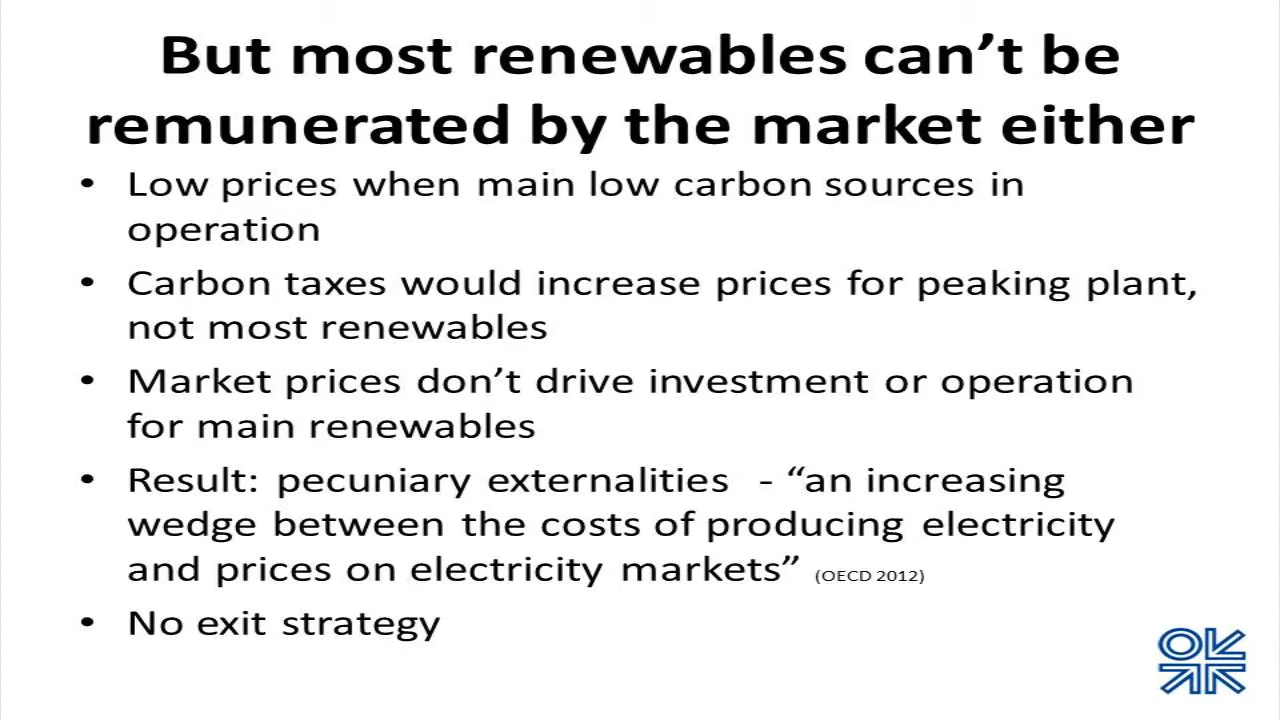 But most renewables can’t be
remunerated by the market either
• Low prices when main low carbon sources in
operation
• Carbon taxes would increase prices for peaking plant,
not most renewables
• Market prices don’t drive investment or operation
for main renewables
• Result: pecuniary externalities - “an increasing
wedge between the costs of producing electricity
and prices on electricity markets” (OECD 2012)
• No exit strategy